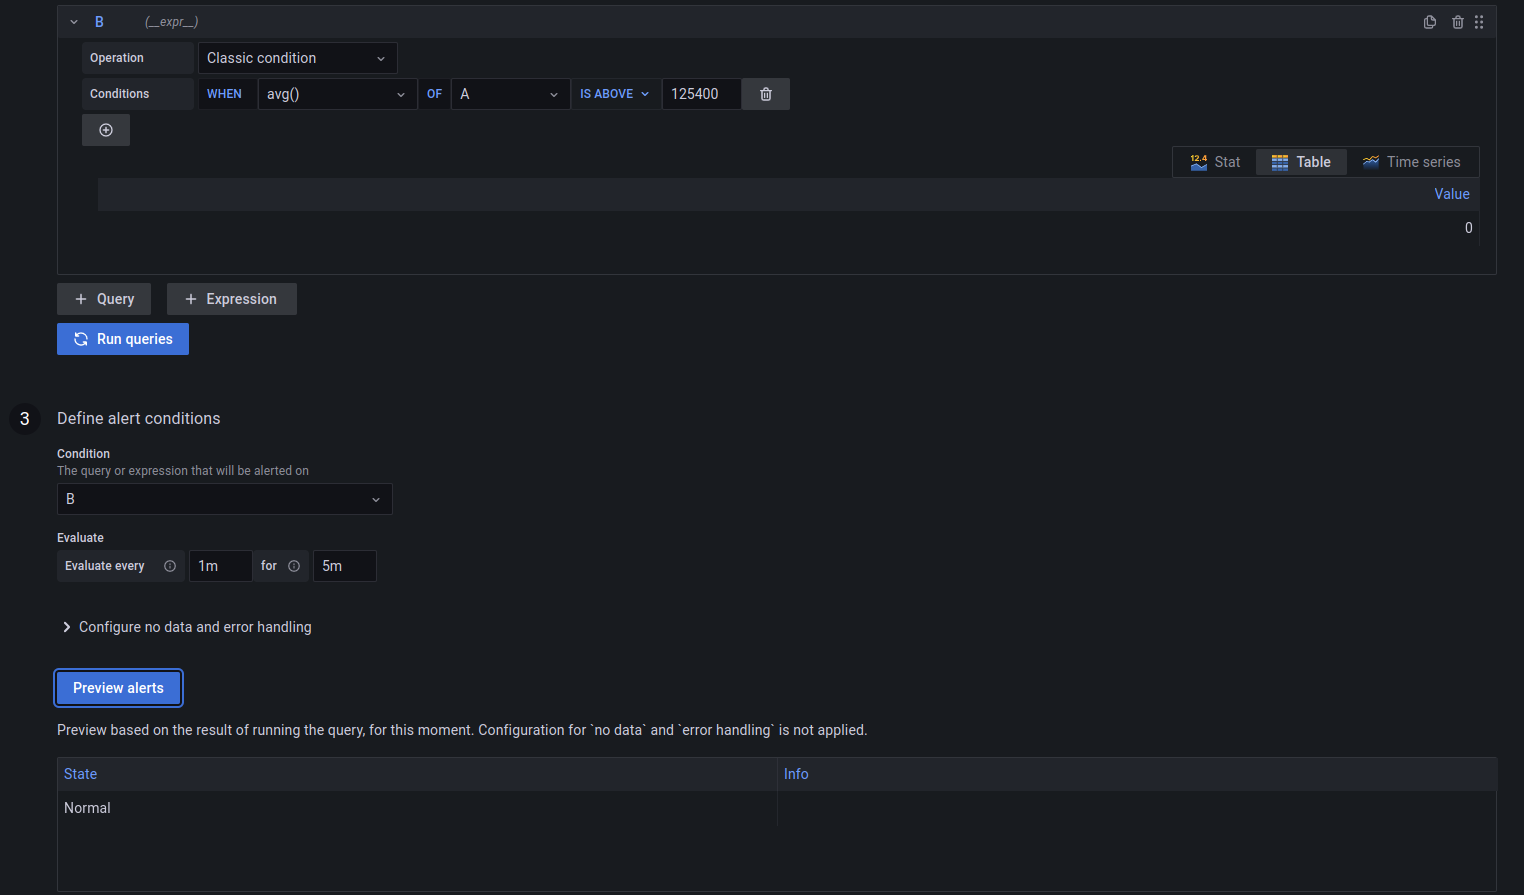 B (__expr__)
Operation Classic condition
Conditions WHEN avg() OF A IS ABOVE 125400
12.4 Stat Table Time series
Value
0
+ Query + Expression
Run queries
3 Define alert conditions
Condition
The query or expression that will be alerted on
B
Evaluate
Evaluate every 1m for 5m
Configure no data and error handling
Preview alerts
Preview based on the result of running the query, for this moment. Configuration for `no data` and `error handling` is not applied.
State Info
Normal